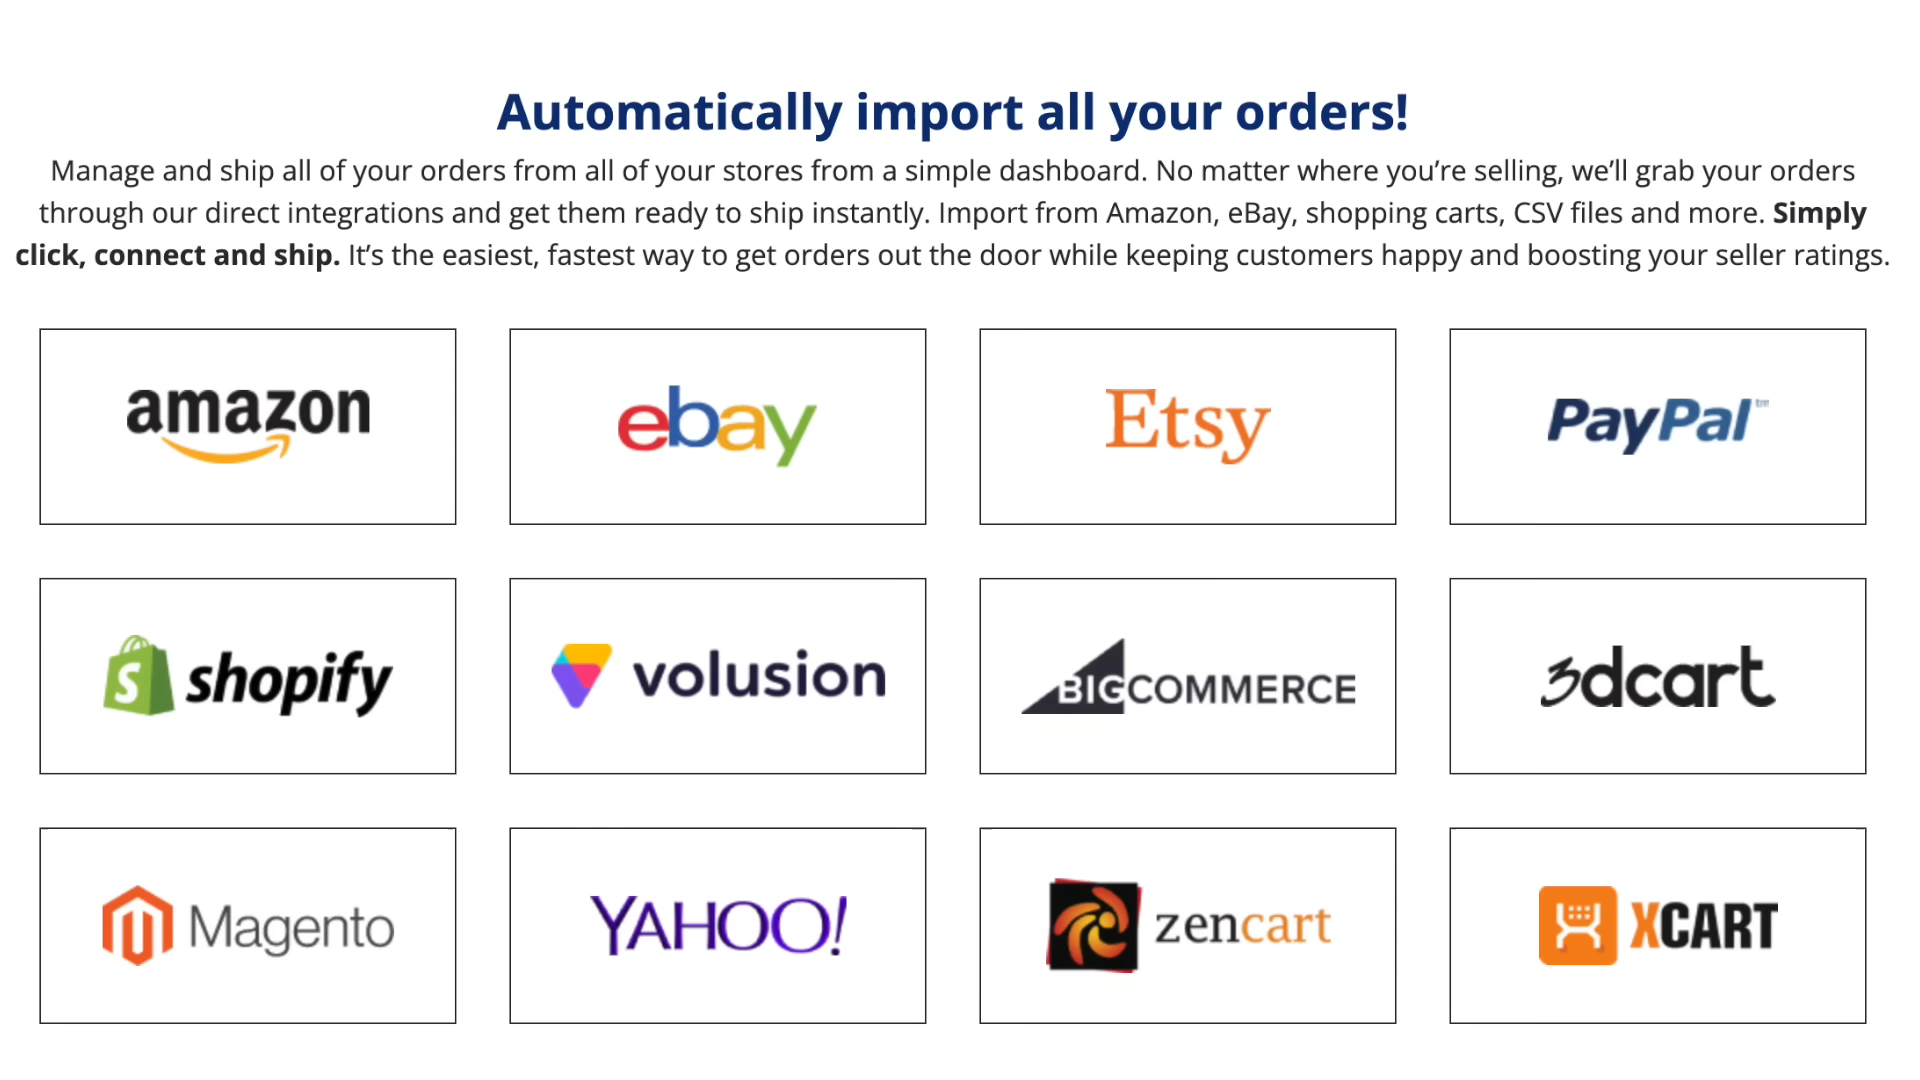 Automatically import all your orders!
Manage and ship all of your orders from all of your stores from a simple dashboard. No matter where you’re selling, we’ll grab your orders
through our direct integrations and get them ready to ship instantly. Import from Amazon, eBay, shopping carts, CSV files and more. Simply
click, connect and ship. It’s the easiest, fastest way to get orders out the door while keeping customers happy and boosting your seller ratings.
amazon
ebay
Etsy
PayPal™
S shopify
volusion
BIGCOMMERCE
3dcart
Magento
YAHOO!
zencart
XCART